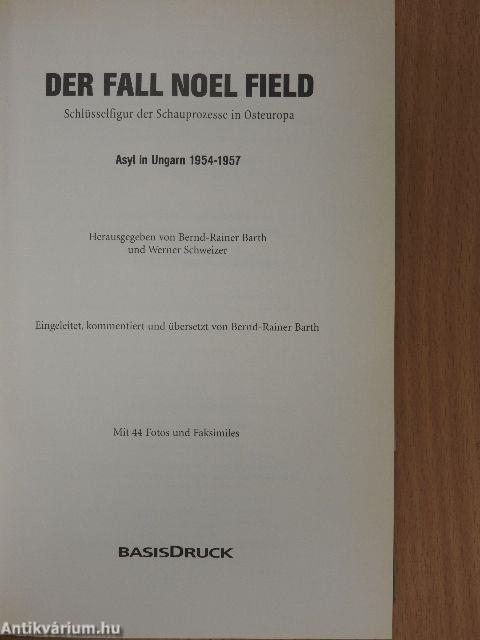 DER FALL NOEL FIELD
Schlüsselfigur der Schauprozesse in Osteuropa
Asyl in Ungarn 1954-1957
Herausgegeben von Bernd-Rainer Barth
und Werner Schweizer
Eingeleitet, kommentiert und übersetzt von Bernd-Rainer Barth
Mit 44 Fotos und Faksimiles
BASISDRUCK
Antikvárium.hu